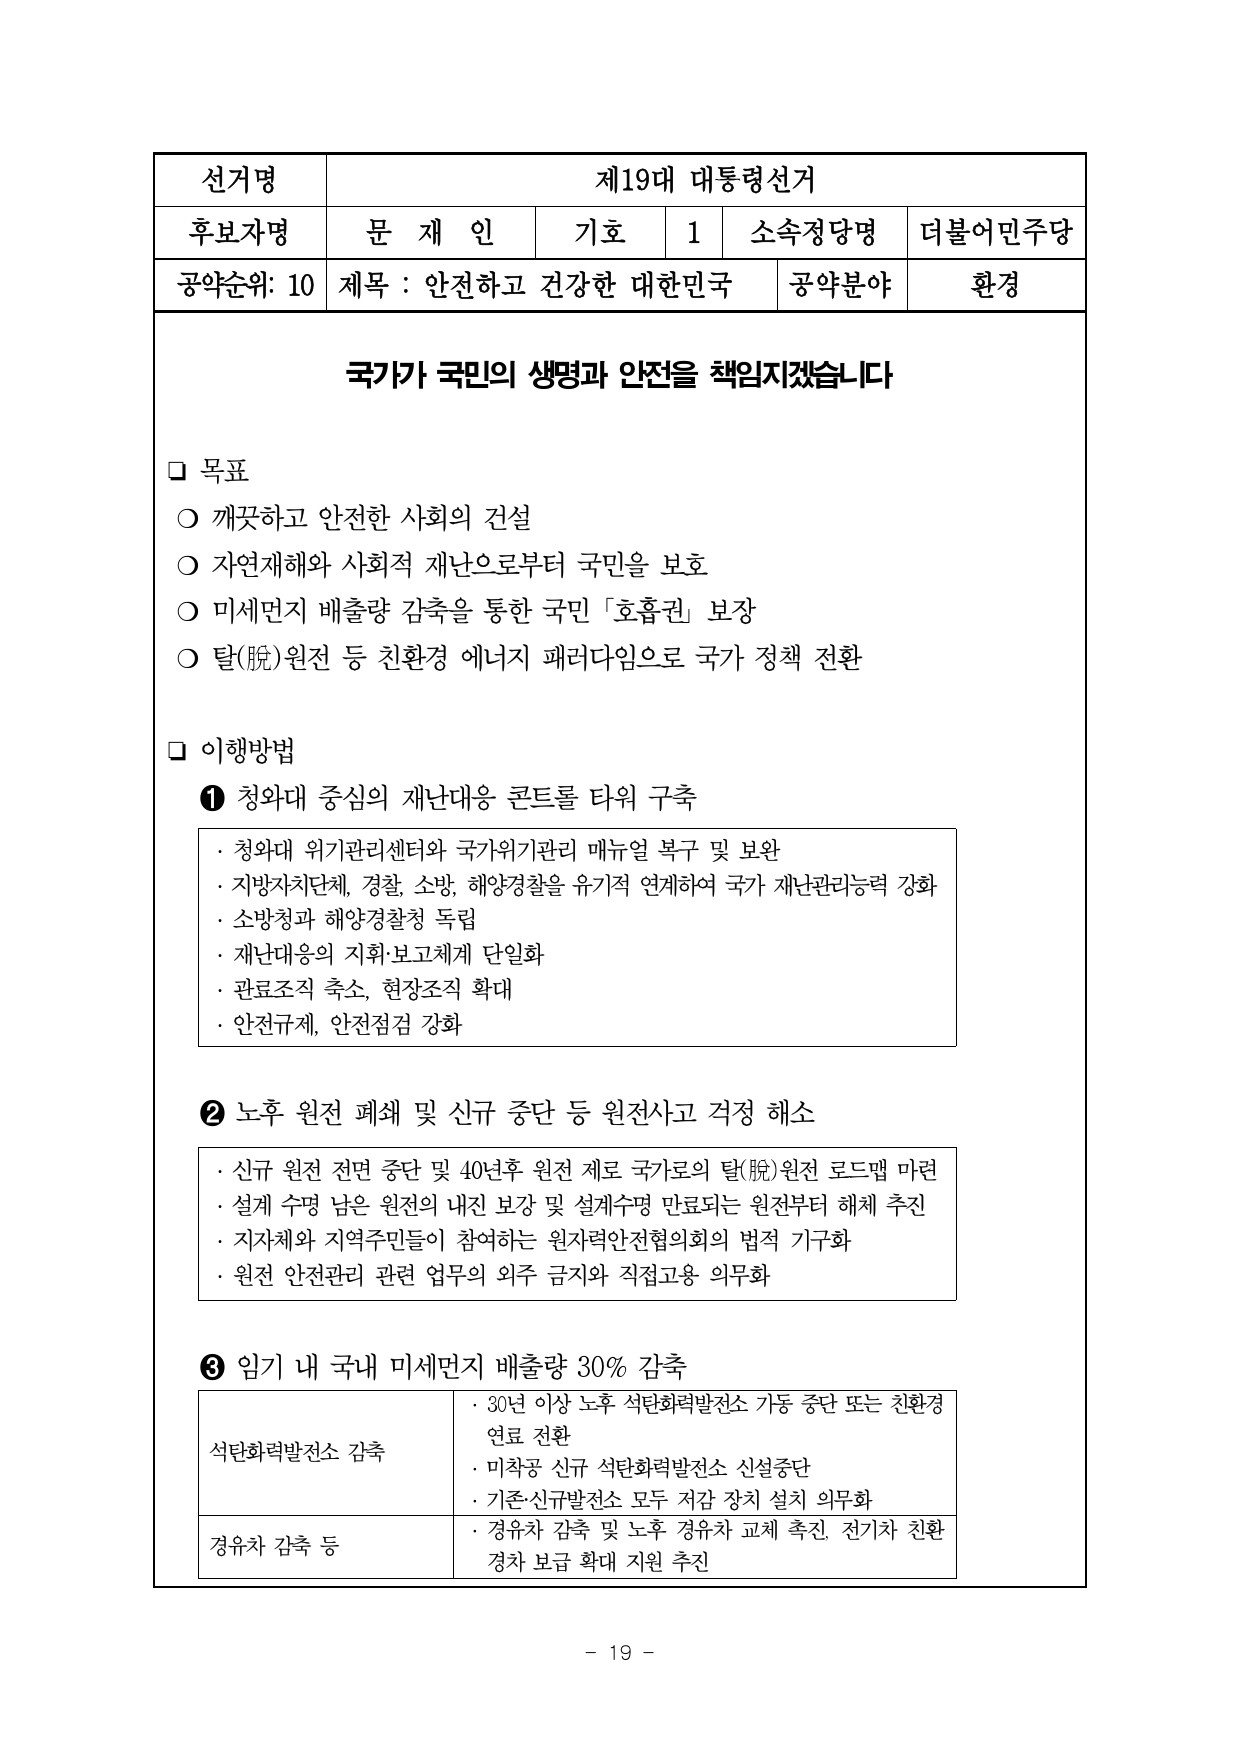 선거명 제19대 대통령선거
후보자명 문 재 인 기호 1 소속정당명 더불어민주당
공약순위: 10 제목 : 안전하고 건강한 대한민국 공약분야 환경
국가가 국민의 생명과 안전을 책임지겠습니다
❏ 목표
❍ 깨끗하고 안전한 사회의 건설
❍ 자연재해와 사회적 재난으로부터 국민을 보호
❍ 미세먼지 배출량 감축을 통한 국민「호흡권」보장
❍ 탈(脫)원전 등 친환경 에너지 패러다임으로 국가 정책 전환
❏ 이행방법
❶ 청와대 중심의 재난대응 콘트롤 타워 구축
· 청와대 위기관리센터와 국가위기관리 매뉴얼 복구 및 보완
· 지방자치단체, 경찰, 소방, 해양경찰을 유기적 연계하여 국가 재난관리능력 강화
· 소방청과 해양경찰청 독립
· 재난대응의 지휘·보고체계 단일화
· 관료조직 축소, 현장조직 확대
· 안전규제, 안전점검 강화
❷ 노후 원전 폐쇄 및 신규 중단 등 원전사고 걱정 해소
· 신규 원전 전면 중단 및 40년후 원전 제로 국가로의 탈(脫)원전 로드맵 마련
· 설계 수명 남은 원전의 내진 보강 및 설계수명 만료되는 원전부터 해체 추진
· 지자체와 지역주민들이 참여하는 원자력안전협의회의 법적 기구화
· 원전 안전관리 관련 업무의 외주 금지와 직접고용 의무화
❸ 임기 내 국내 미세먼지 배출량 30% 감축
석탄화력발전소 감축
· 30년 이상 노후 석탄화력발전소 가동 중단 또는 친환경
연료 전환
· 미착공 신규 석탄화력발전소 신설중단
· 기존·신규발전소 모두 저감 장치 설치 의무화
경유차 감축 등
· 경유차 감축 및 노후 경유차 교체 촉진, 전기차 친환
경차 보급 확대 지원 추진
- 19 -